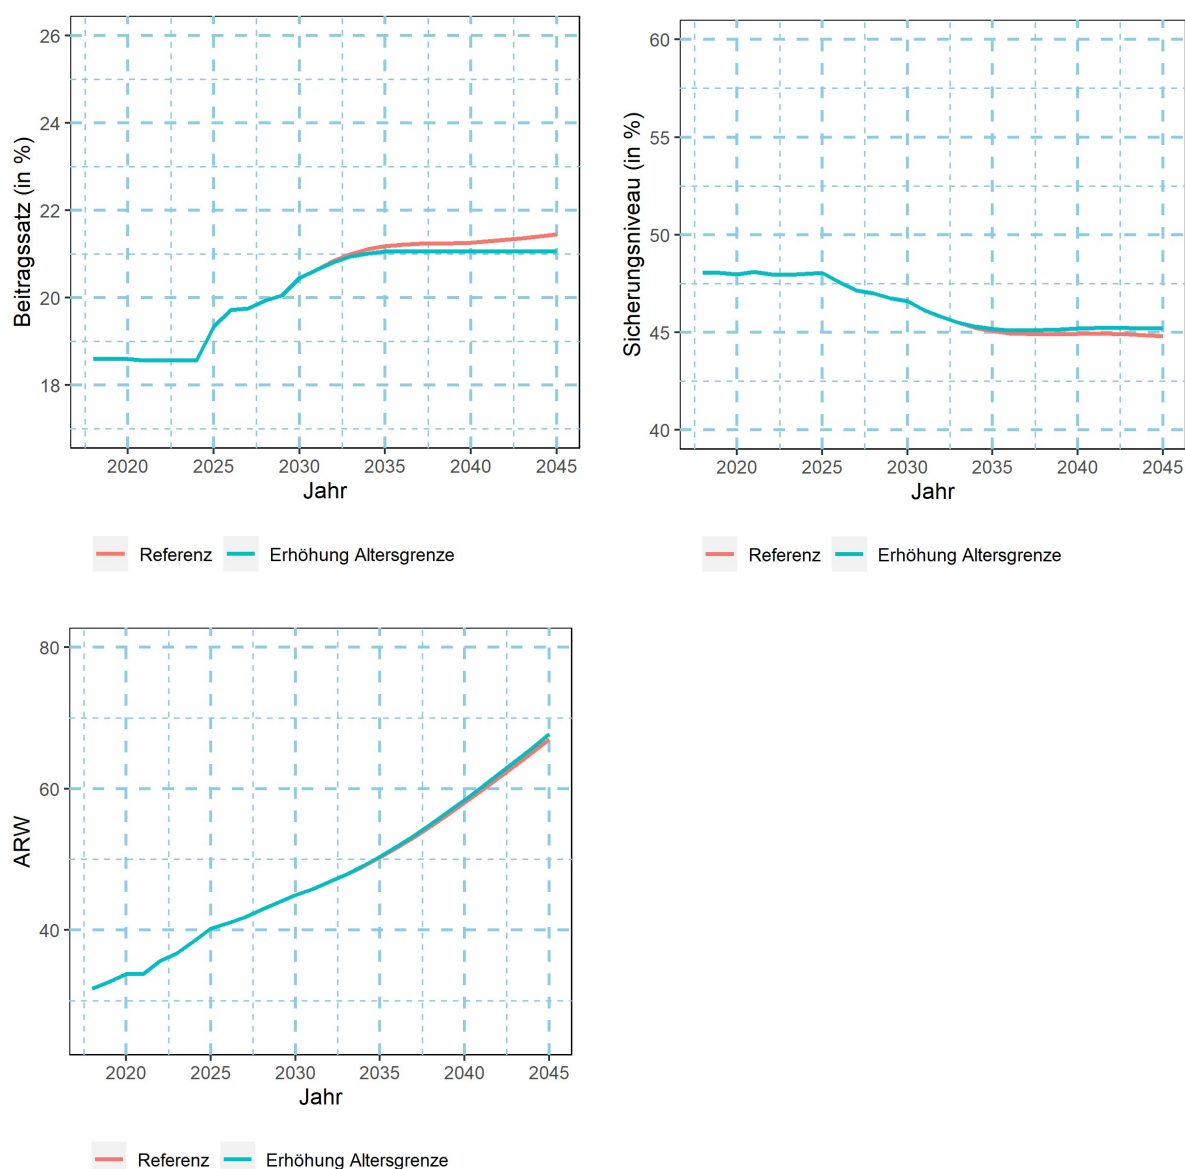 Beitragssatz (in %)
26
24
22
20
18
2020 2025 2030 2035 2040 2045
Jahr
Referenz Erhöhung Altersgrenze
Sicherungsniveau (in %)
60
55
50
45
40
2020 2025 2030 2035 2040 2045
Jahr
Referenz Erhöhung Altersgrenze
ARW
80
60
40
2020 2025 2030 2035 2040 2045
Jahr
Referenz Erhöhung Altersgrenze